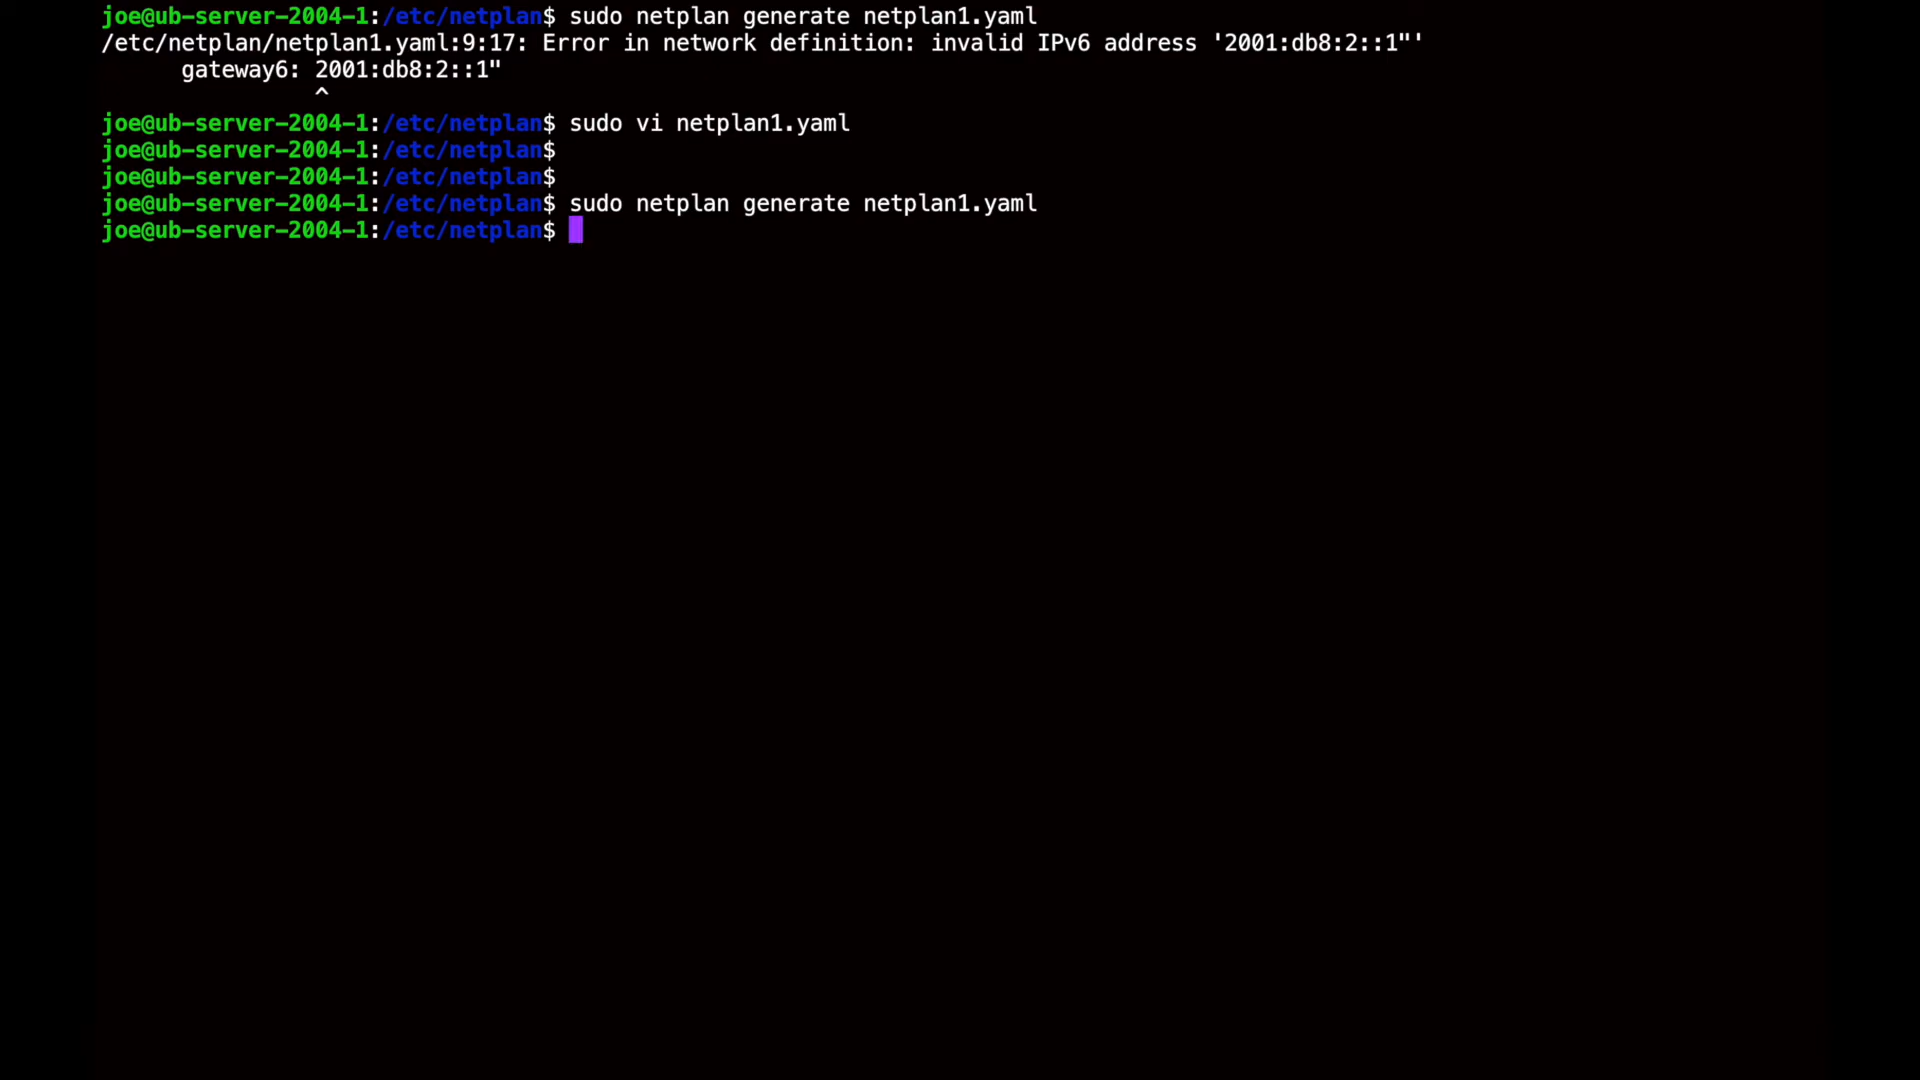 joe@ub-server-2004-1:/etc/netplan$ sudo netplan generate netplan1.yaml
/etc/netplan/netplan1.yaml:9:17: Error in network definition: invalid IPv6 address '2001:db8:2::1"'
      gateway6: 2001:db8:2::1"
                ^
joe@ub-server-2004-1:/etc/netplan$ sudo vi netplan1.yaml
joe@ub-server-2004-1:/etc/netplan$
joe@ub-server-2004-1:/etc/netplan$
joe@ub-server-2004-1:/etc/netplan$ sudo netplan generate netplan1.yaml
joe@ub-server-2004-1:/etc/netplan$